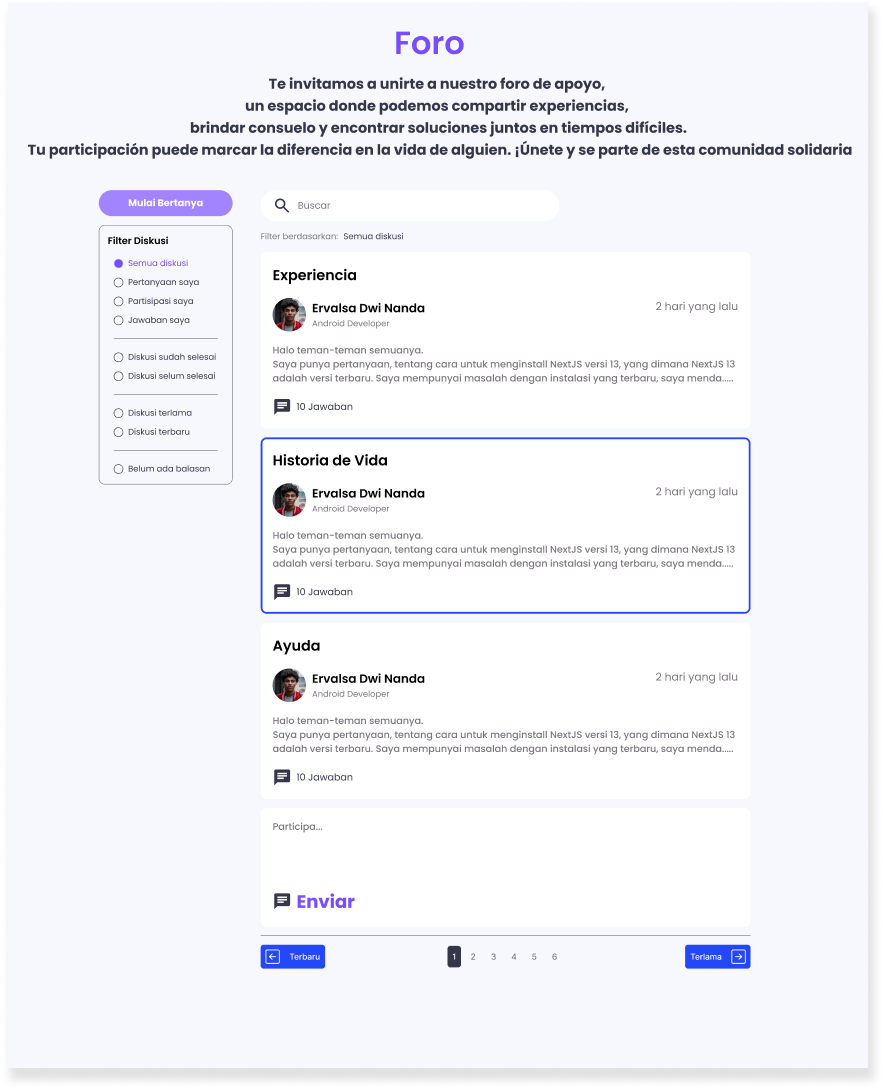 Foro
Te invitamos a unirte a nuestro foro de apoyo,
un espacio donde podemos compartir experiencias,
brindar consuelo y encontrar soluciones juntos en tiempos difíciles.
Tu participación puede marcar la diferencia en la vida de alguien. ¡Únete y se parte de esta comunidad solidaria
Mulai Bertanya
Filter Diskusi
Semua diskusi
Pertanyaan saya
Partisipasi saya
Jawaban saya
Diskusi sudah selesai
Diskusi selum selesai
Diskusi terlama
Diskusi terbaru
Belum ada balasan
Buscar
Filter berdasarkan: Semua diskusi
Experiencia
Ervalsa Dwi Nanda
2 hari yang lalu
Android Developer
Halo teman-teman semuanya.
Saya punya pertanyaan, tentang cara untuk menginstall NextJS versi 13, yang dimana NextJS 13
adalah versi terbaru. Saya mempunyai masalah dengan instalasi yang terbaru, saya menda.....
10 Jawaban
Historia de Vida
Ervalsa Dwi Nanda
2 hari yang lalu
Android Developer
Halo teman-teman semuanya.
Saya punya pertanyaan, tentang cara untuk menginstall NextJS versi 13, yang dimana NextJS 13
adalah versi terbaru. Saya mempunyai masalah dengan instalasi yang terbaru, saya menda.....
10 Jawaban
Ayuda
Ervalsa Dwi Nanda
2 hari yang lalu
Android Developer
Halo teman-teman semuanya.
Saya punya pertanyaan, tentang cara untuk menginstall NextJS versi 13, yang dimana NextJS 13
adalah versi terbaru. Saya mempunyai masalah dengan instalasi yang terbaru, saya menda.....
10 Jawaban
Participa...
Enviar
Terbaru
1 2 3 4 5 6
Terlama